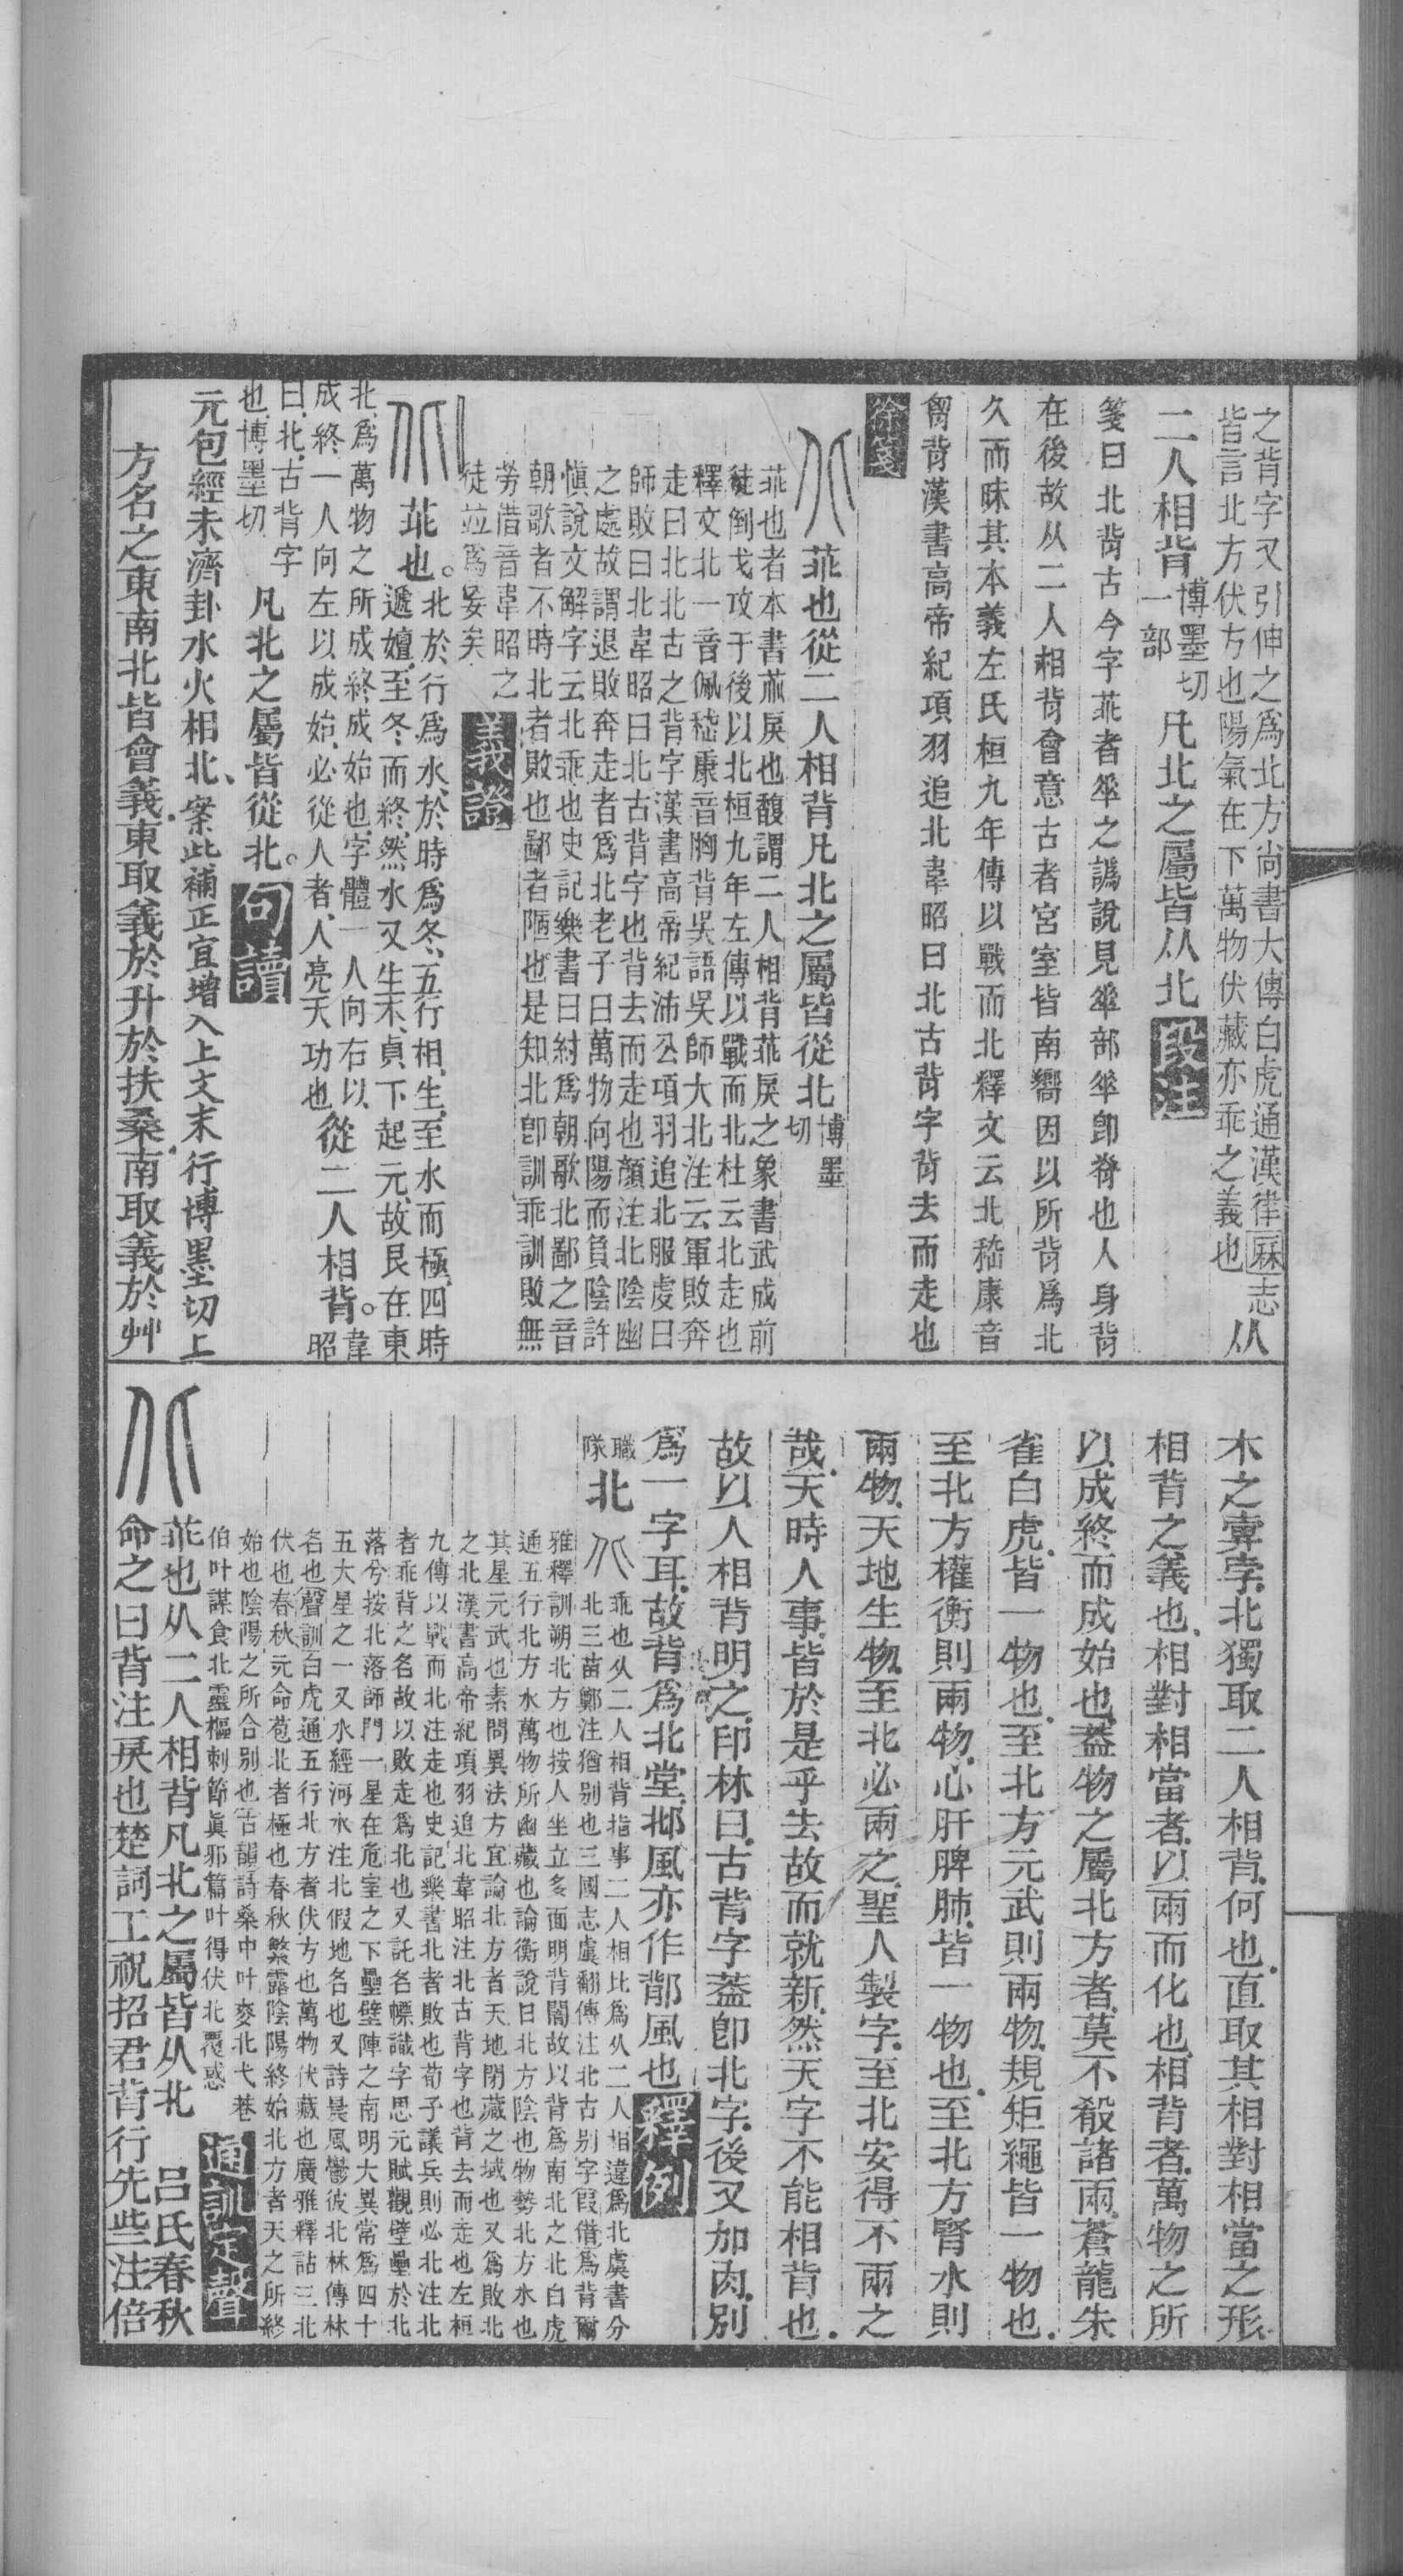 之背字又引伸之爲北方尚書大傳白虎通漢律厤志
皆言北方伏方也陽氣在下萬物伏藏亦乖之義也
从
二人相背
博墨切
一部
凡北之屬皆从北
段注
箋曰北背古今字乖者𠦬之譌說見𠦬部𠦬卽脊也人身背
在後故从二人相背會意古者宮室皆南嚮因以所背爲北
久而昧其本義左氏桓九年傳以戰而北釋文云北嵇康音
胷背漢書高帝紀項羽追北韋昭曰北古背字背去而走也
徐箋
乖也從二人相背凡北之屬皆從北
博墨
切
乖也者本書乖戾也馥謂二人相背乖戾之象書武成前
徒倒戈攻于後以北桓九年左傳以戰而北杜云北走也
釋文北一音佩嵇康音胸背吳語吳師大北注云軍敗奔
走曰北北古之背字漢書高帝紀沛公項羽追北服虔曰
師敗曰北韋昭曰北古背字也背去而走也顏注北陰幽
之處故謂退敗奔走者爲北老子曰萬物向陽而負陰許
愼說文解字云北乖也史記樂書曰紂爲朝歌北鄙之音
朝歌者不時北者敗也鄙者陋也是知北卽訓乖訓敗無
勞借音韋昭之
徒竝爲妄矣
義證
乖也。
北於行爲水、於時爲冬、五行相生、至水而極、四時
遞嬗、至冬而終、然水又生木、貞下起元、故艮在東
北、爲萬物之所成終成始也、字體一人向右以
成終、一人向左以成始、必從人者、人亮天功也
從二人相背。
韋昭
曰、北、古背字
也、博墨切
凡北之屬皆從北。
句讀
元包經未濟卦水火相北、案此補正宜增入上文末行博墨切上
方名之東南北皆會義東取義於升於扶桑南取義於艸
木之𢍰孛北獨取二人相背何也直取其相對相當之形
相背之義也相對相當者以兩而化也相背者萬物之所
以成終而成始也蓋物之屬北方者莫不殺諸兩蒼龍朱
雀白虎皆一物也至北方元武則兩物規矩繩皆一物也
至北方權衡則兩物心肝脾肺皆一物也至北方腎水則
兩物天地生物至北必兩之聖人製字至北安得不兩之
哉天時人事皆於是乎去故而就新然天字不能相背也
故以人相背明之印林曰古背字蓋卽北字後又加肉別
爲一字耳故背爲北堂邶風亦作鄁風也
釋例
職
隊
北
乖也从二人相背指事二人相比爲从二人相違爲北虞書分
北三苗鄭注猶別也三國志虞翻傳注北古別字叚借爲背爾
雅釋訓朔北方也按人坐立多面明背闇故以背爲南北之北白虎
通五行北方水萬物所幽藏也論衡說日北方陰也物勢北方水也
其星元武也素問異法方宜論北方者天地閉藏之域也又爲敗北
之北漢書高帝紀項羽追北韋昭注北古背字也背去而走也左桓
九傳以戰而北注走也史記樂書北者敗也荀子議兵則必北注北
者乖背之名故以敗走爲北也又託名幖識字思元賦觀壁壘於北
落兮按北落師門一星在危室之下壘壁陣之南明大異常爲四十
五大星之一又水經河水注北假地名也又詩晨風鬱彼北林傳林
名也聲訓白虎通五行北方者伏方也萬物伏藏也廣雅釋詁三北
伏也春秋元命苞北者極也春秋繁露陰陽終始北方者天之所終
始也陰陽之所合別也古韻詩桑中叶麥北弋巷
伯叶謀食北靈樞刺節眞邪篇叶得伏北惑
通訓定聲
乖也从二人相背凡北之屬皆从北
呂氏春秋
命之曰背注戾也楚詞工祝招君背行先些注倍